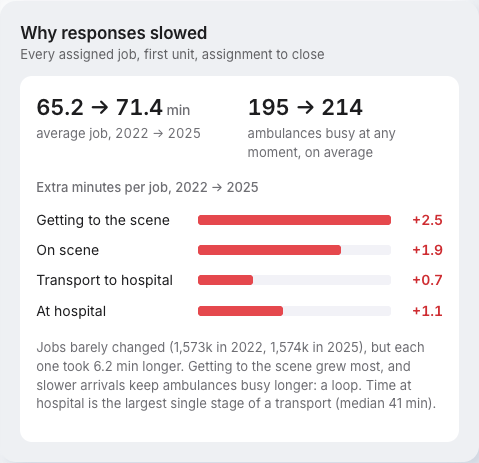 Why responses slowed
Every assigned job, first unit, assignment to close
65.2 → 71.4 min
average job, 2022 → 2025
195 → 214
ambulances busy at any
moment, on average
Extra minutes per job, 2022 → 2025
Getting to the scene +2.5
On scene +1.9
Transport to hospital +0.7
At hospital +1.1
Jobs barely changed (1,573k in 2022, 1,574k in 2025), but each
one took 6.2 min longer. Getting to the scene grew most, and
slower arrivals keep ambulances busy longer: a loop. Time at
hospital is the largest single stage of a transport (median 41 min).